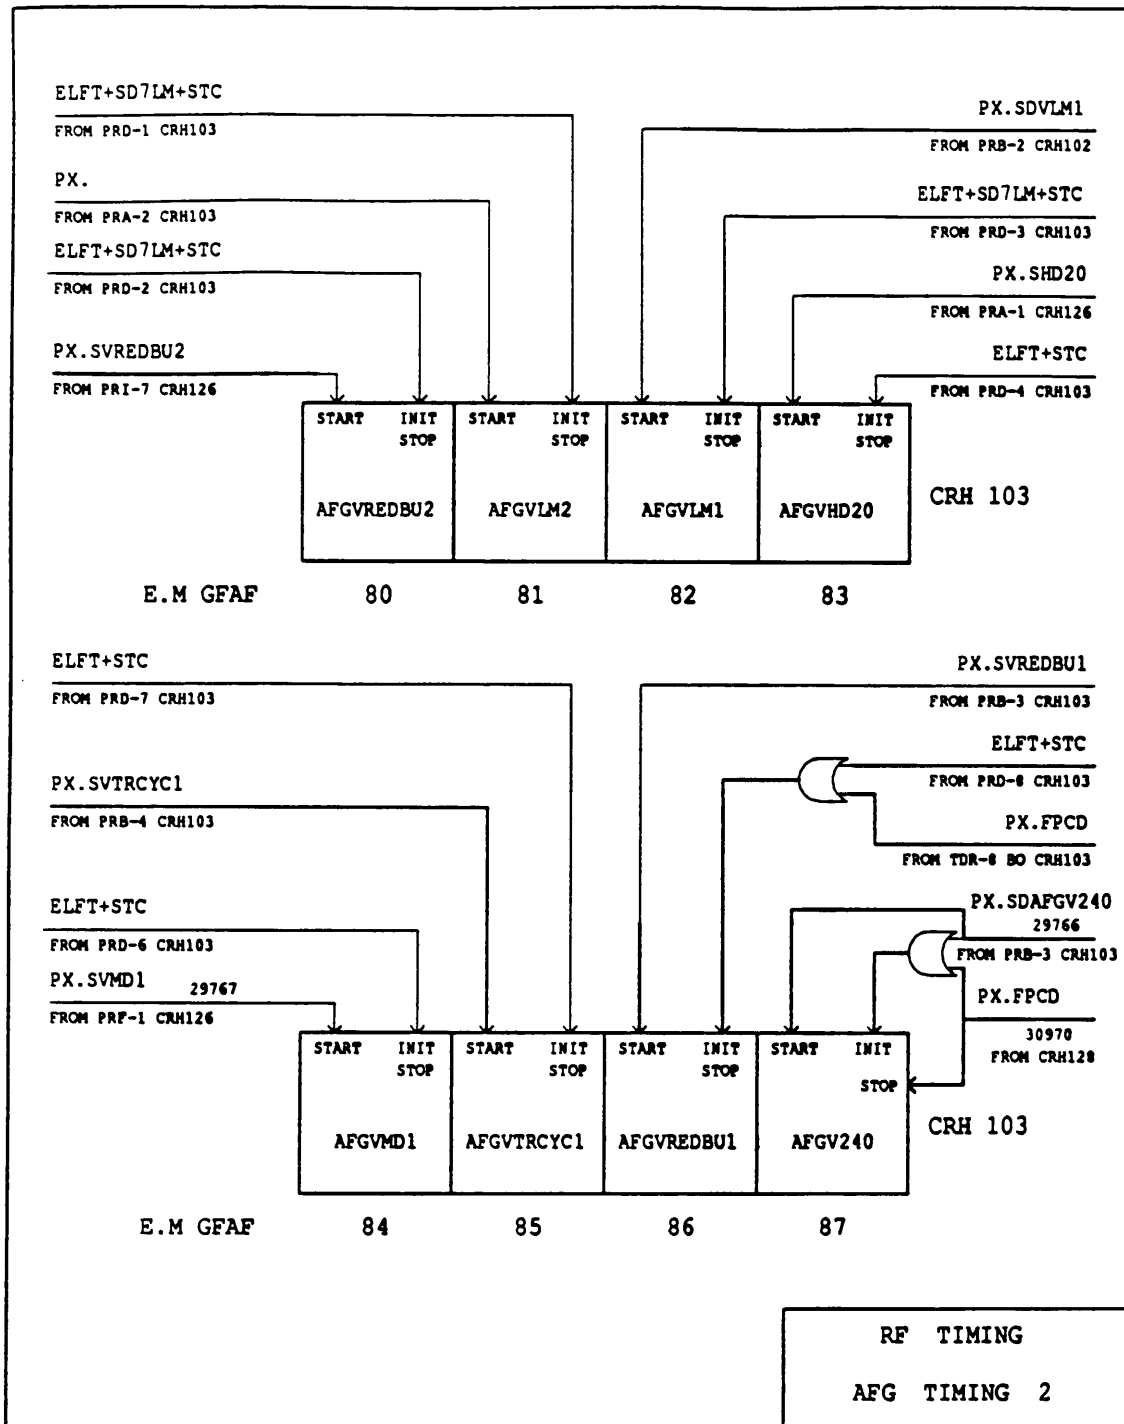 ELFT+SD7LM+STC
FROM PRD-1 CRH103
PX.
FROM PRA-2 CRH103
ELFT+SD7LM+STC
FROM PRD-2 CRH103
PX.SVREDBU2
FROM PRI-7 CRH126
PX.SDVLM1
FROM PRB-2 CRH102
ELFT+SD7LM+STC
FROM PRD-3 CRH103
PX.SHD20
FROM PRA-1 CRH126
ELFT+STC
FROM PRD-4 CRH103
START INIT START INIT START INIT START INIT
STOP STOP STOP STOP
AFGVREDBU2 AFGVLM2 AFGVLM1 AFGVHD20
CRH 103
E.M GFAF 80 81 82 83
ELFT+STC
FROM PRD-7 CRH103
PX.SVTRCYC1
FROM PRB-4 CRH103
ELFT+STC
FROM PRD-6 CRH103
PX.SVMD1 29767
FROM PRF-1 CRH126
PX.SVREDBU1
FROM PRB-3 CRH103
ELFT+STC
FROM PRD-8 CRH103
PX.FPCD
FROM TDR-8 BO CRH103
PX.SDAFGV240
29766
FROM PRB-3 CRH103
PX.FPCD
30970
FROM CRH128
START INIT START INIT START INIT START INIT
STOP STOP STOP STOP
AFGVMD1 AFGVTRCYC1 AFGVREDBU1 AFGV240
CRH 103
E.M GFAF 84 85 86 87
RF TIMING
AFG TIMING 2